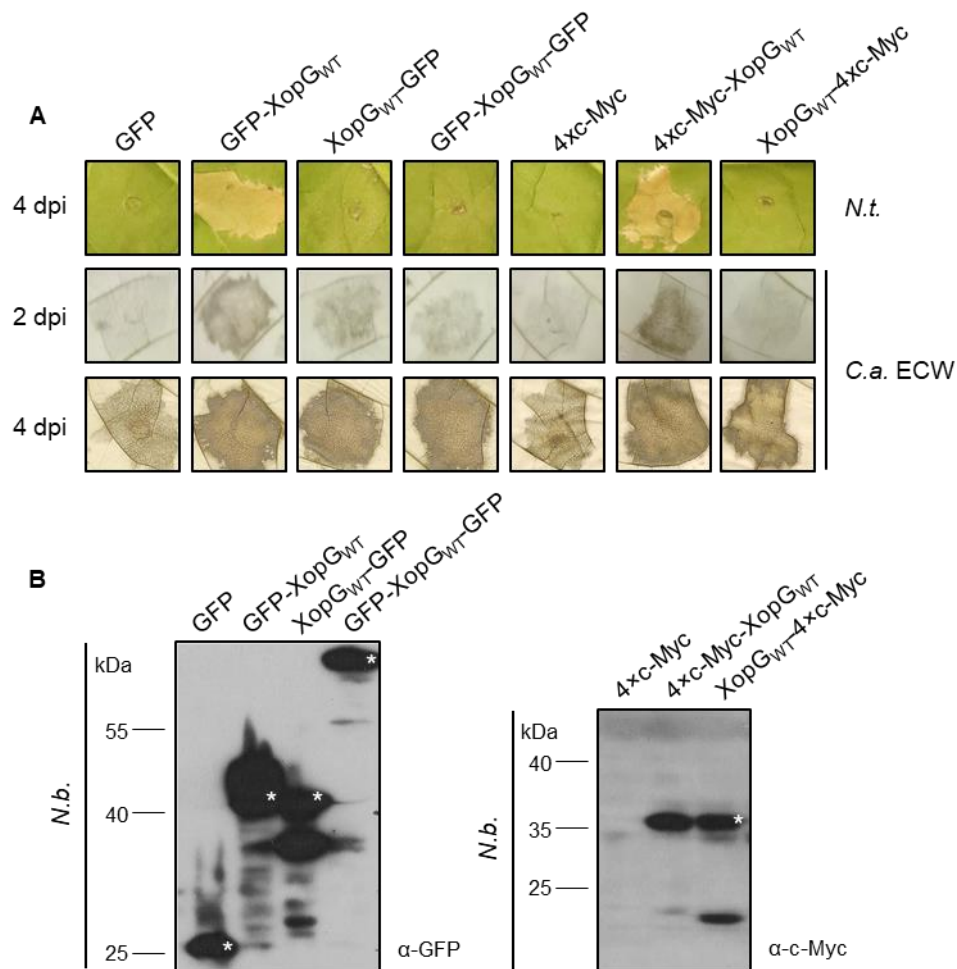 A
GFP
GFP-XopGWT
XopGWT-GFP
GFP-XopGWT-GFP
4xc-Myc
4xc-Myc-XopGWT
XopGWT-4xc-Myc
4 dpi
N.t.
2 dpi
4 dpi
C.a. ECW
B
GFP
GFP-XopGWT
XopGWT-GFP
GFP-XopGWT-GFP
N.b.
kDa
55
40
25
*
*
*
*
α-GFP
4×c-Myc
4×c-Myc-XopGWT
XopGWT-4×c-Myc
N.b.
kDa
40
35
25
*
α-c-Myc